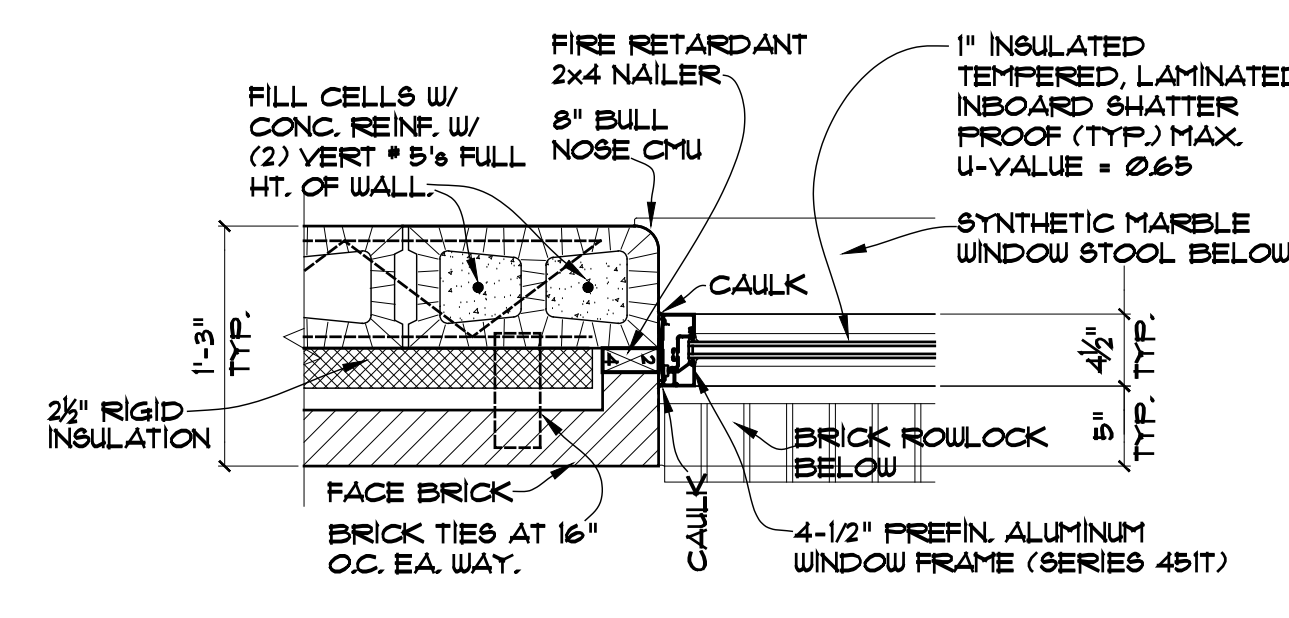 FIRE RETARDANT
2x4 NAILER
1" INSULATED
TEMPERED, LAMINATED
INBOARD SHATTER
PROOF (TYP.) MAX.
U-VALUE = 0.65
FILL CELLS W/
CONC. REINF. W/
(2) VERT # 5's FULL
HT. OF WALL.
8" BULL
NOSE CMU
SYNTHETIC MARBLE
WINDOW STOOL BELOW
CAULK
1'-3"
TYP.
4
2
4½"
TYP.
2½" RIGID
INSULATION
5"
TYP.
BRICK ROWLOCK
BELOW
FACE BRICK
CAULK
BRICK TIES AT 16"
O.C. EA. WAY.
4-1/2" PREFIN. ALUMINUM
WINDOW FRAME (SERIES 451T)